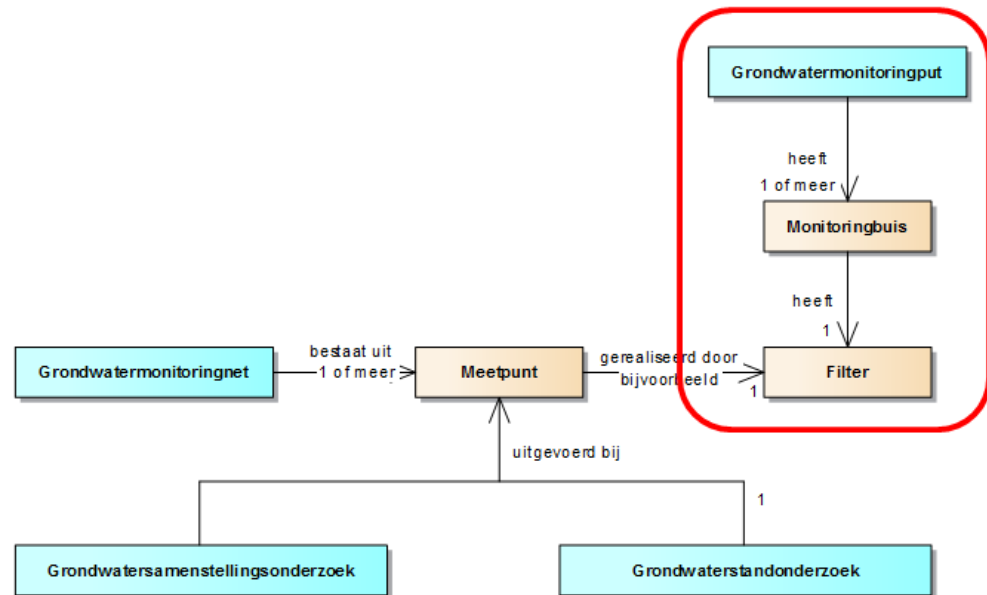 Grondwatermonitoringput
heeft
1 of meer
Monitoringbuis
heeft
1
Grondwatermonitoringnet
bestaat uit
1 of meer
Meetpunt
gerealiseerd door
bijvoorbeeld
1
Filter
uitgevoerd bij
1
Grondwatersamenstellingsonderzoek
Grondwaterstandonderzoek